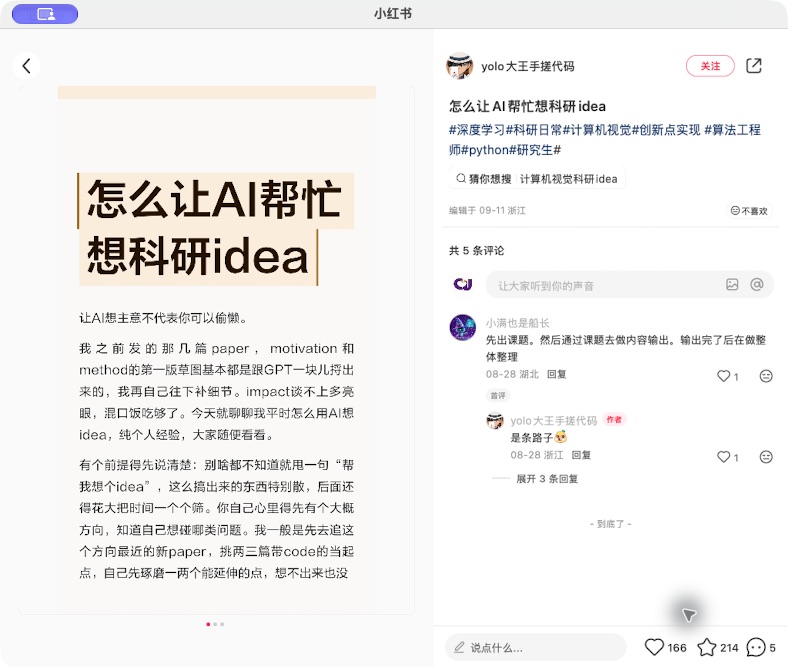 小红书
怎么让AI帮忙
想科研idea
让AI想主意不代表你可以偷懒。
我之前发的那几篇paper，motivation和
method的第一版草图基本都是跟GPT一块儿捋出
来的，我再自己往下补细节。impact谈不上多亮
眼，混口饭吃够了。今天就聊聊我平时怎么用AI想
idea，纯个人经验，大家随便看看。
有个前提得先说清楚：别啥都不知道就甩一句“帮
我想个idea”，这么搞出来的东西特别散，后面还
得花大把时间一个个筛。你自己心里得先有个大概
方向，知道自己想碰哪类问题。我一般是先去追这
个方向最近的新paper，挑两三篇带code的当起
点，自己先琢磨一两个能延伸的点，想不出来也没
yolo大王手搓代码
关注
怎么让AI帮忙想科研idea
#深度学习#科研日常#计算机视觉#创新点实现 #算法工程
师#python#研究生#
猜你想搜 计算机视觉科研idea
编辑于 09-11 浙江
不喜欢
共 5 条评论
CJ
让大家听到你的声音
小满也是船长
先出课题。然后通过课题去做内容输出。输出完了后在做整
体整理
08-28 湖北 回复
1
首评
yolo大王手搓代码 作者
是条路子
08-28 浙江 回复
1
展开 3 条回复
- 到底了 -
说点什么...
166
214
5